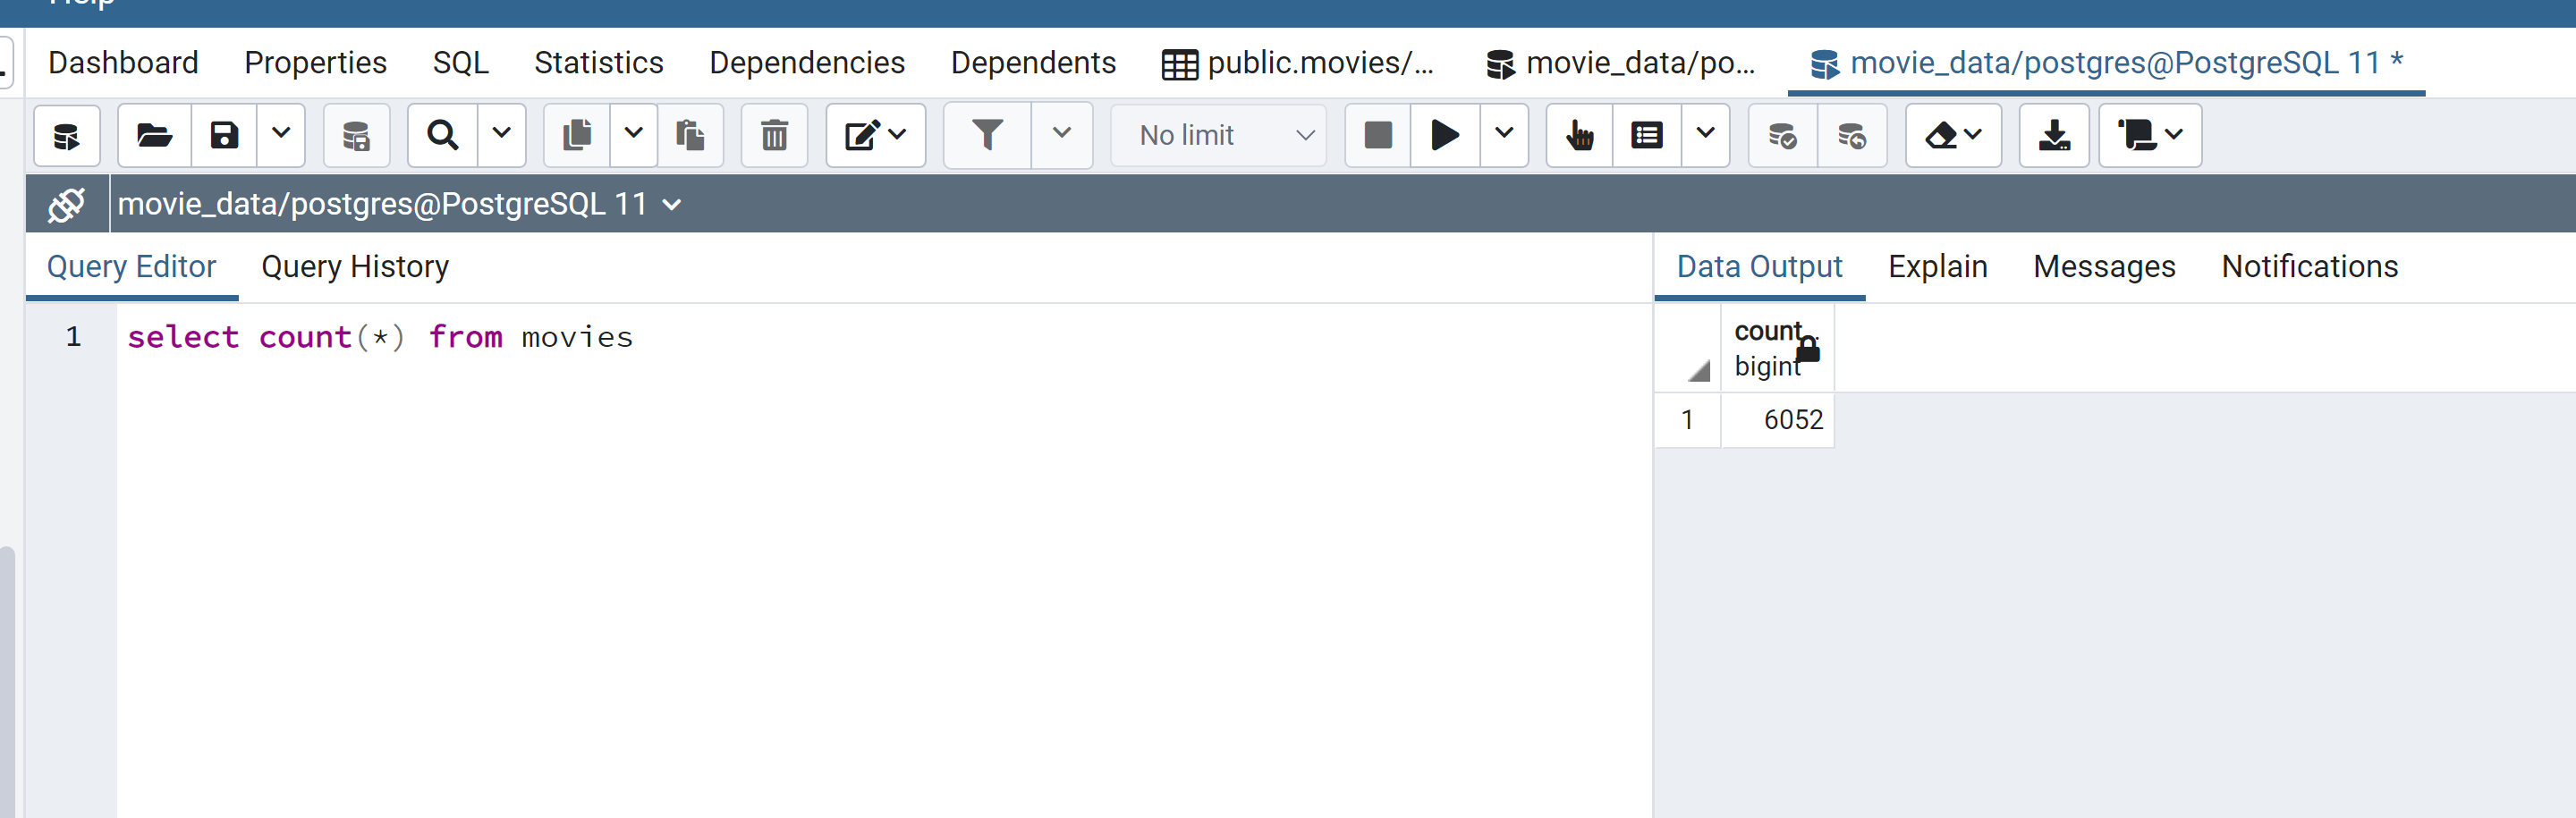 Help
Dashboard Properties SQL Statistics Dependencies Dependents public.movies/... movie_data/po... movie_data/postgres@PostgreSQL 11 *
No limit
movie_data/postgres@PostgreSQL 11
Query Editor Query History
1 select count(*) from movies
Data Output Explain Messages Notifications
count
bigint
1 6052